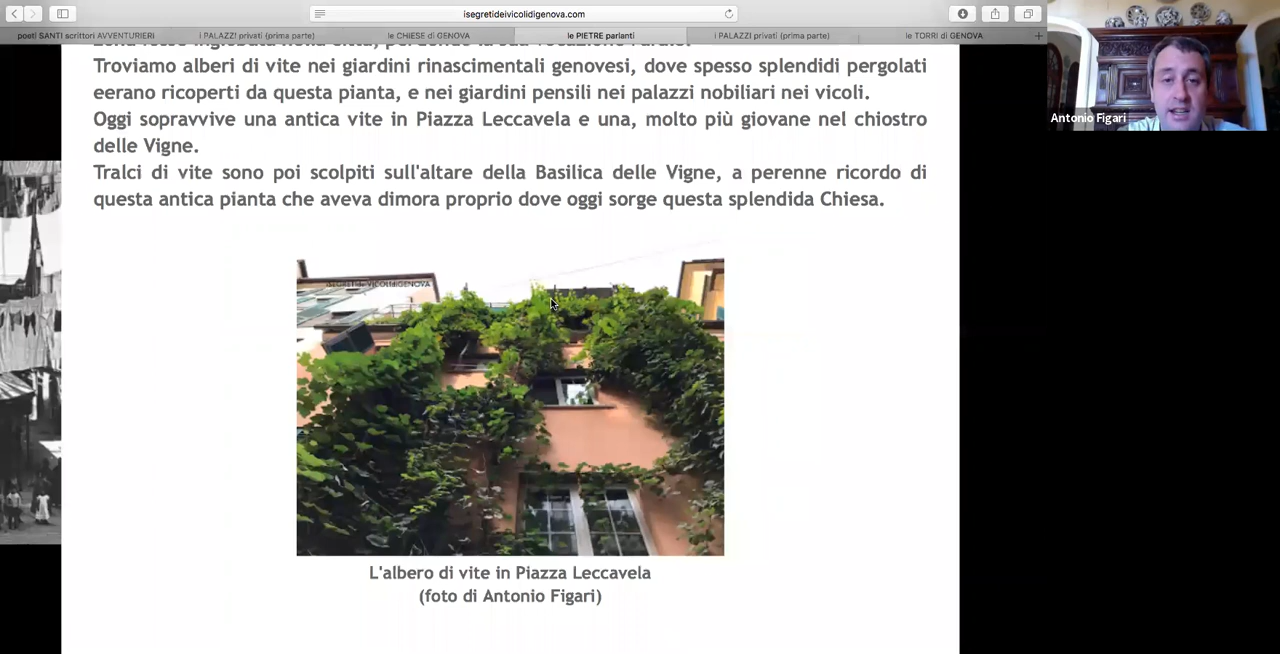 isegretideivicolidigenova.com
poeti SANTI scrittori AVVENTURIERI
i PALAZZI privati (prima parte)
le CHIESE di GENOVA
le PIETRE parlanti
i PALAZZI privati (prima parte)
le TORRI di GENOVA
Antonio Figari
Troviamo alberi di vite nei giardini rinascimentali genovesi, dove spesso splendidi pergolati
eerano ricoperti da questa pianta, e nei giardini pensili nei palazzi nobiliari nei vicoli.
Oggi sopravvive una antica vite in Piazza Leccavela e una, molto più giovane nel chiostro
delle Vigne.
Tralci di vite sono poi scolpiti sull'altare della Basilica delle Vigne, a perenne ricordo di
questa antica pianta che aveva dimora proprio dove oggi sorge questa splendida Chiesa.
iSEGRETIdeiVICOLIdiGENOVA
L'albero di vite in Piazza Leccavela
(foto di Antonio Figari)